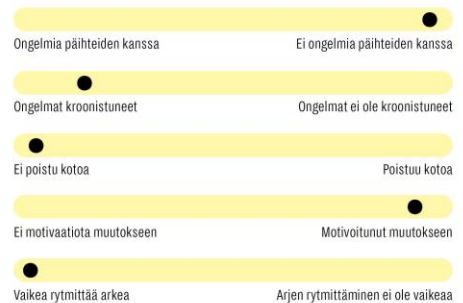 Ongelmia päihteiden kanssa Ei ongelmia päihteiden kanssa
Ongelmat kroonistuneet Ongelmat ei ole kroonistuneet
Ei poistu kotoa Poistuu kotoa
Ei motivaatiota muutokseen Motivoitunut muutokseen
Vaikea rytmittää arkea Arjen rytmittäminen ei ole vaikeaa